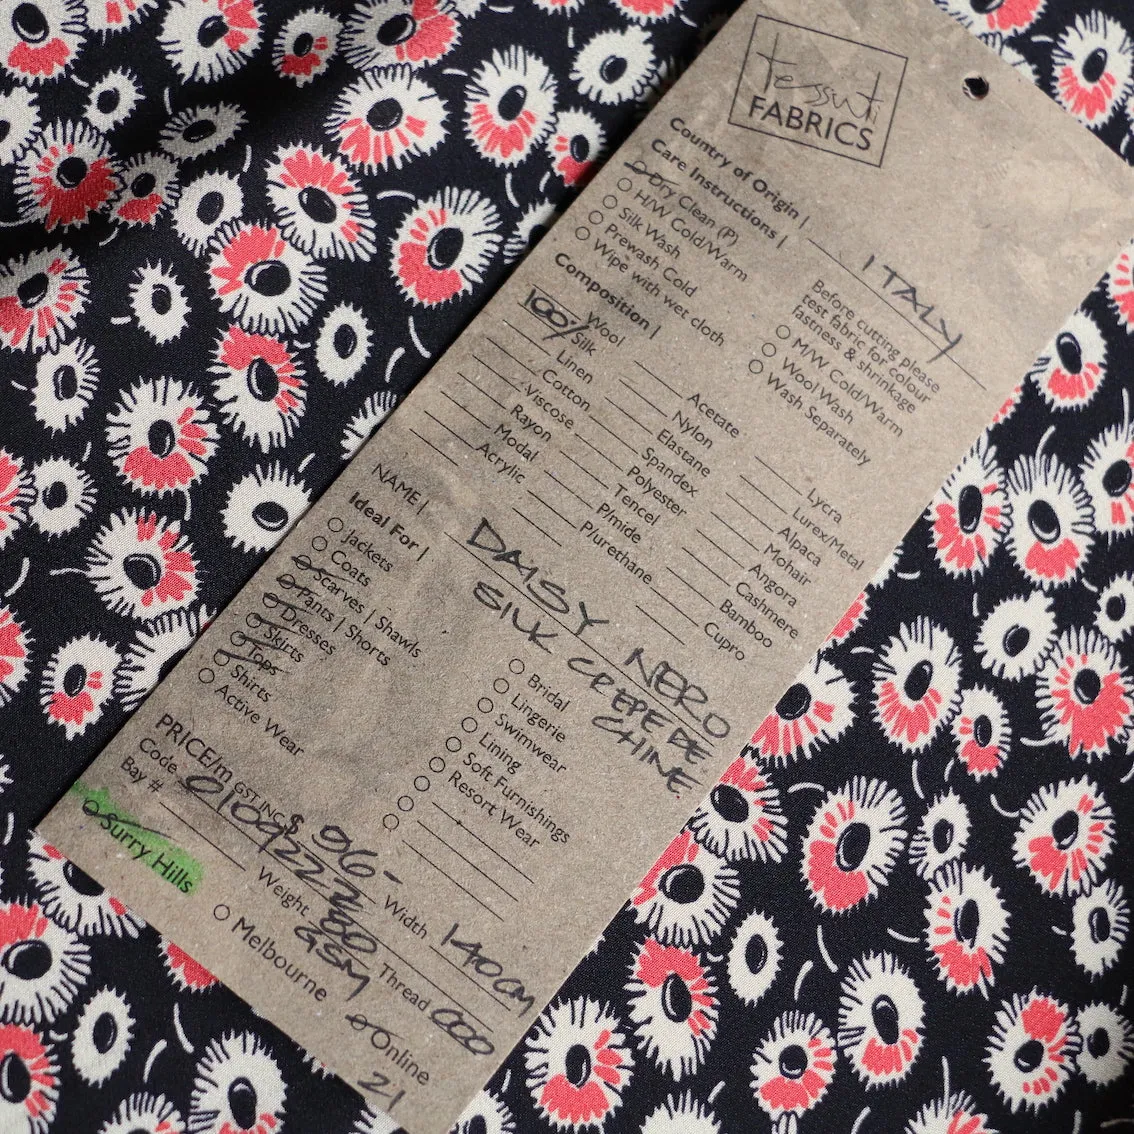 tessuti
FABRICS
Country of Origin | ITALY
Care Instructions |
Dry Clean (P)
H/W Cold/Warm
Silk Wash
Prewash Cold
Wipe with wet cloth
Before cutting please
test fabric for colour
fastness & shrinkage
M/W Cold/Warm
Wool Wash
Wash Separately
Composition |
Wool
100% Silk
Linen
Cotton
Viscose
Rayon
Modal
Acrylic
Acetate
Nylon
Elastane
Spandex
Polyester
Tencel
P/mide
P/urethane
Lycra
Lurex/Metal
Alpaca
Mohair
Angora
Cashmere
Bamboo
Cupro
NAME | DAISY NERO
SILK CREPE DE
CHINE
Ideal For |
Jackets
Coats
Scarves | Shawls
Pants | Shorts
Dresses
Skirts
Tops
Shirts
Active Wear
Bridal
Lingerie
Swimwear
Lining
Soft Furnishings
Resort Wear
PRICE/m GST INC $ 96-
Code 0109222 Width 140CM
Bay # Weight GSM Thread 000
Surry Hills
Melbourne
Online
21